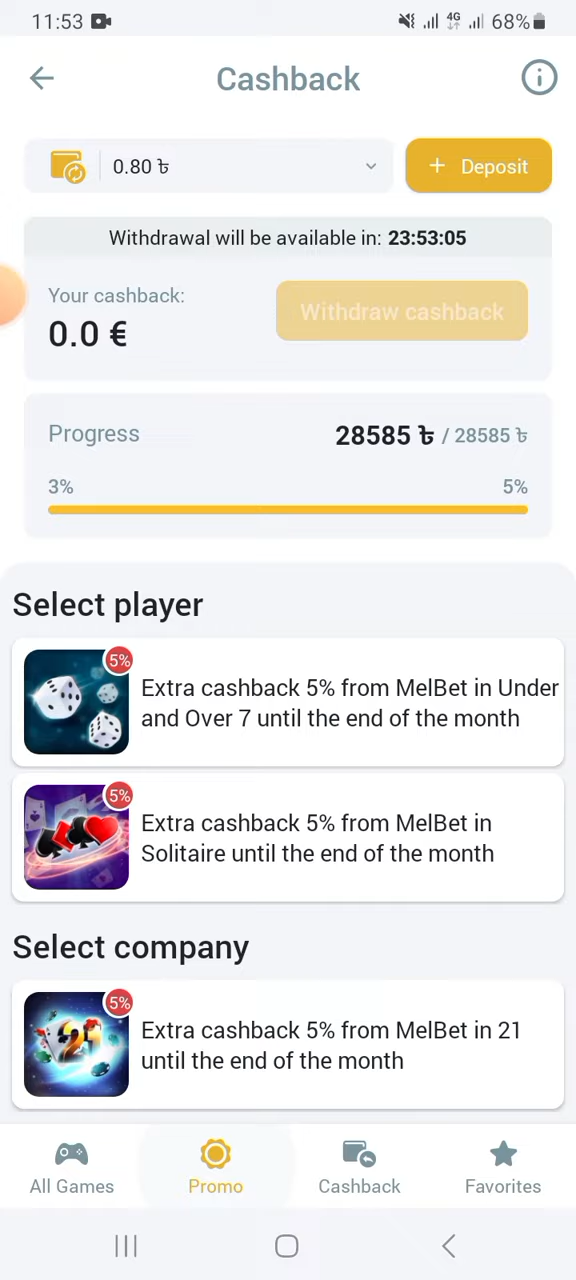 11:53 4G 68%
Cashback
0.80 ৳ + Deposit
Withdrawal will be available in: 23:53:05
Your cashback:
0.0 €
Withdraw cashback
Progress 28585 ৳ / 28585 ৳
3% 5%
Select player
5%
Extra cashback 5% from MelBet in Under
and Over 7 until the end of the month
5%
Extra cashback 5% from MelBet in
Solitaire until the end of the month
Select company
5%
21
Extra cashback 5% from MelBet in 21
until the end of the month
All Games Promo Cashback Favorites